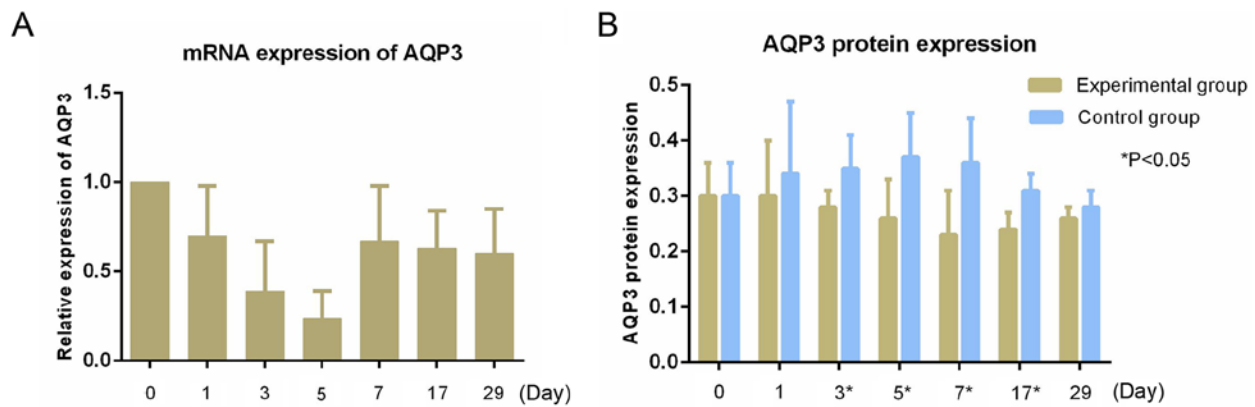 A
mRNA expression of AQP3
Relative expression of AQP3
1.5
1.0
0.5
0.0
0 1 3 5 7 17 29 (Day)
B
AQP3 protein expression
AQP3 protein expression
0.5
0.4
0.3
0.2
0.1
0.0
0 1 3* 5* 7* 17* 29 (Day)
Experimental group
Control group
*P<0.05